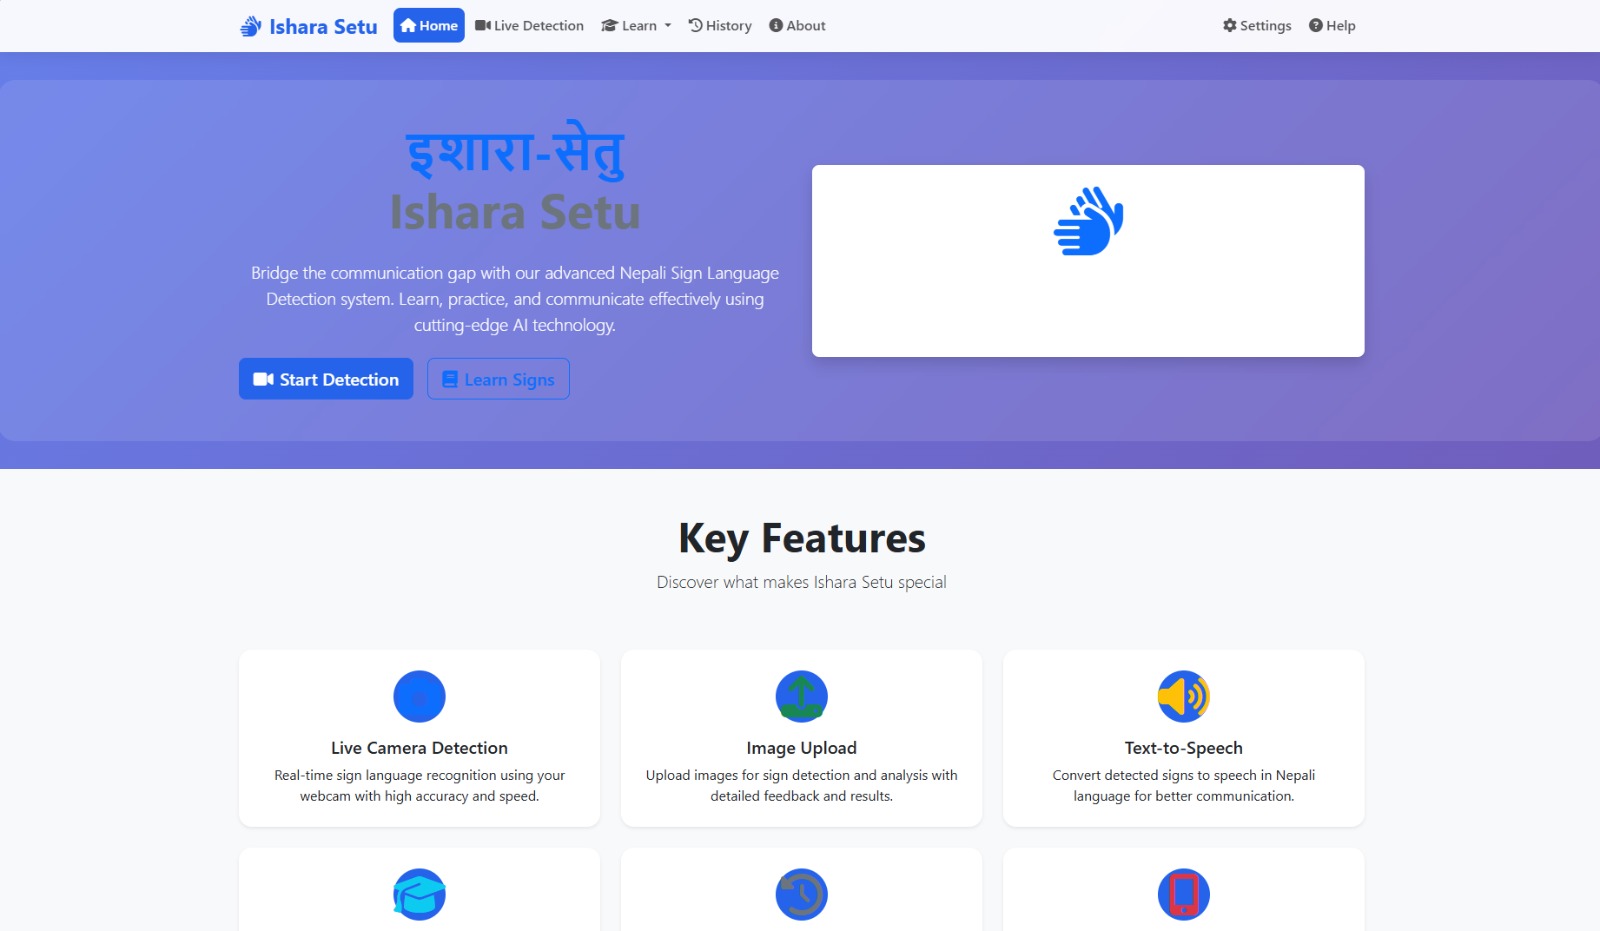 Ishara Setu
Home
Live Detection
Learn
History
About
Settings
Help
इशारा-सेतु
Ishara Setu
Bridge the communication gap with our advanced Nepali Sign Language
Detection system. Learn, practice, and communicate effectively using
cutting-edge AI technology.
Start Detection
Learn Signs
Key Features
Discover what makes Ishara Setu special
Live Camera Detection
Real-time sign language recognition using your
webcam with high accuracy and speed.
Image Upload
Upload images for sign detection and analysis with
detailed feedback and results.
Text-to-Speech
Convert detected signs to speech in Nepali
language for better communication.